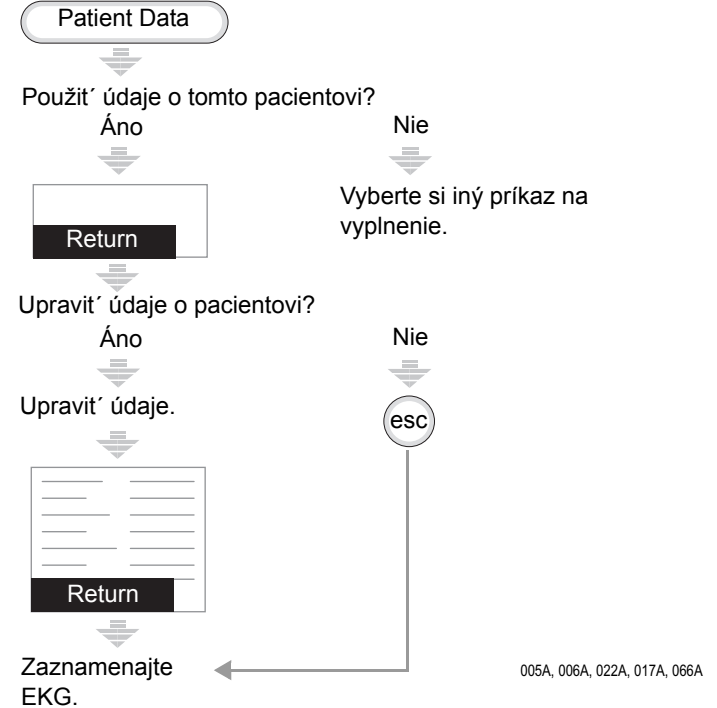 Patient Data
Použit´ údaje o tomto pacientovi?
Áno
Nie
Vyberte si iný príkaz na
vyplnenie.
Return
Upravit´ údaje o pacientovi?
Áno
Nie
Upravit´ údaje.
esc
Return
Zaznamenajte
EKG.
005A, 006A, 022A, 017A, 066A